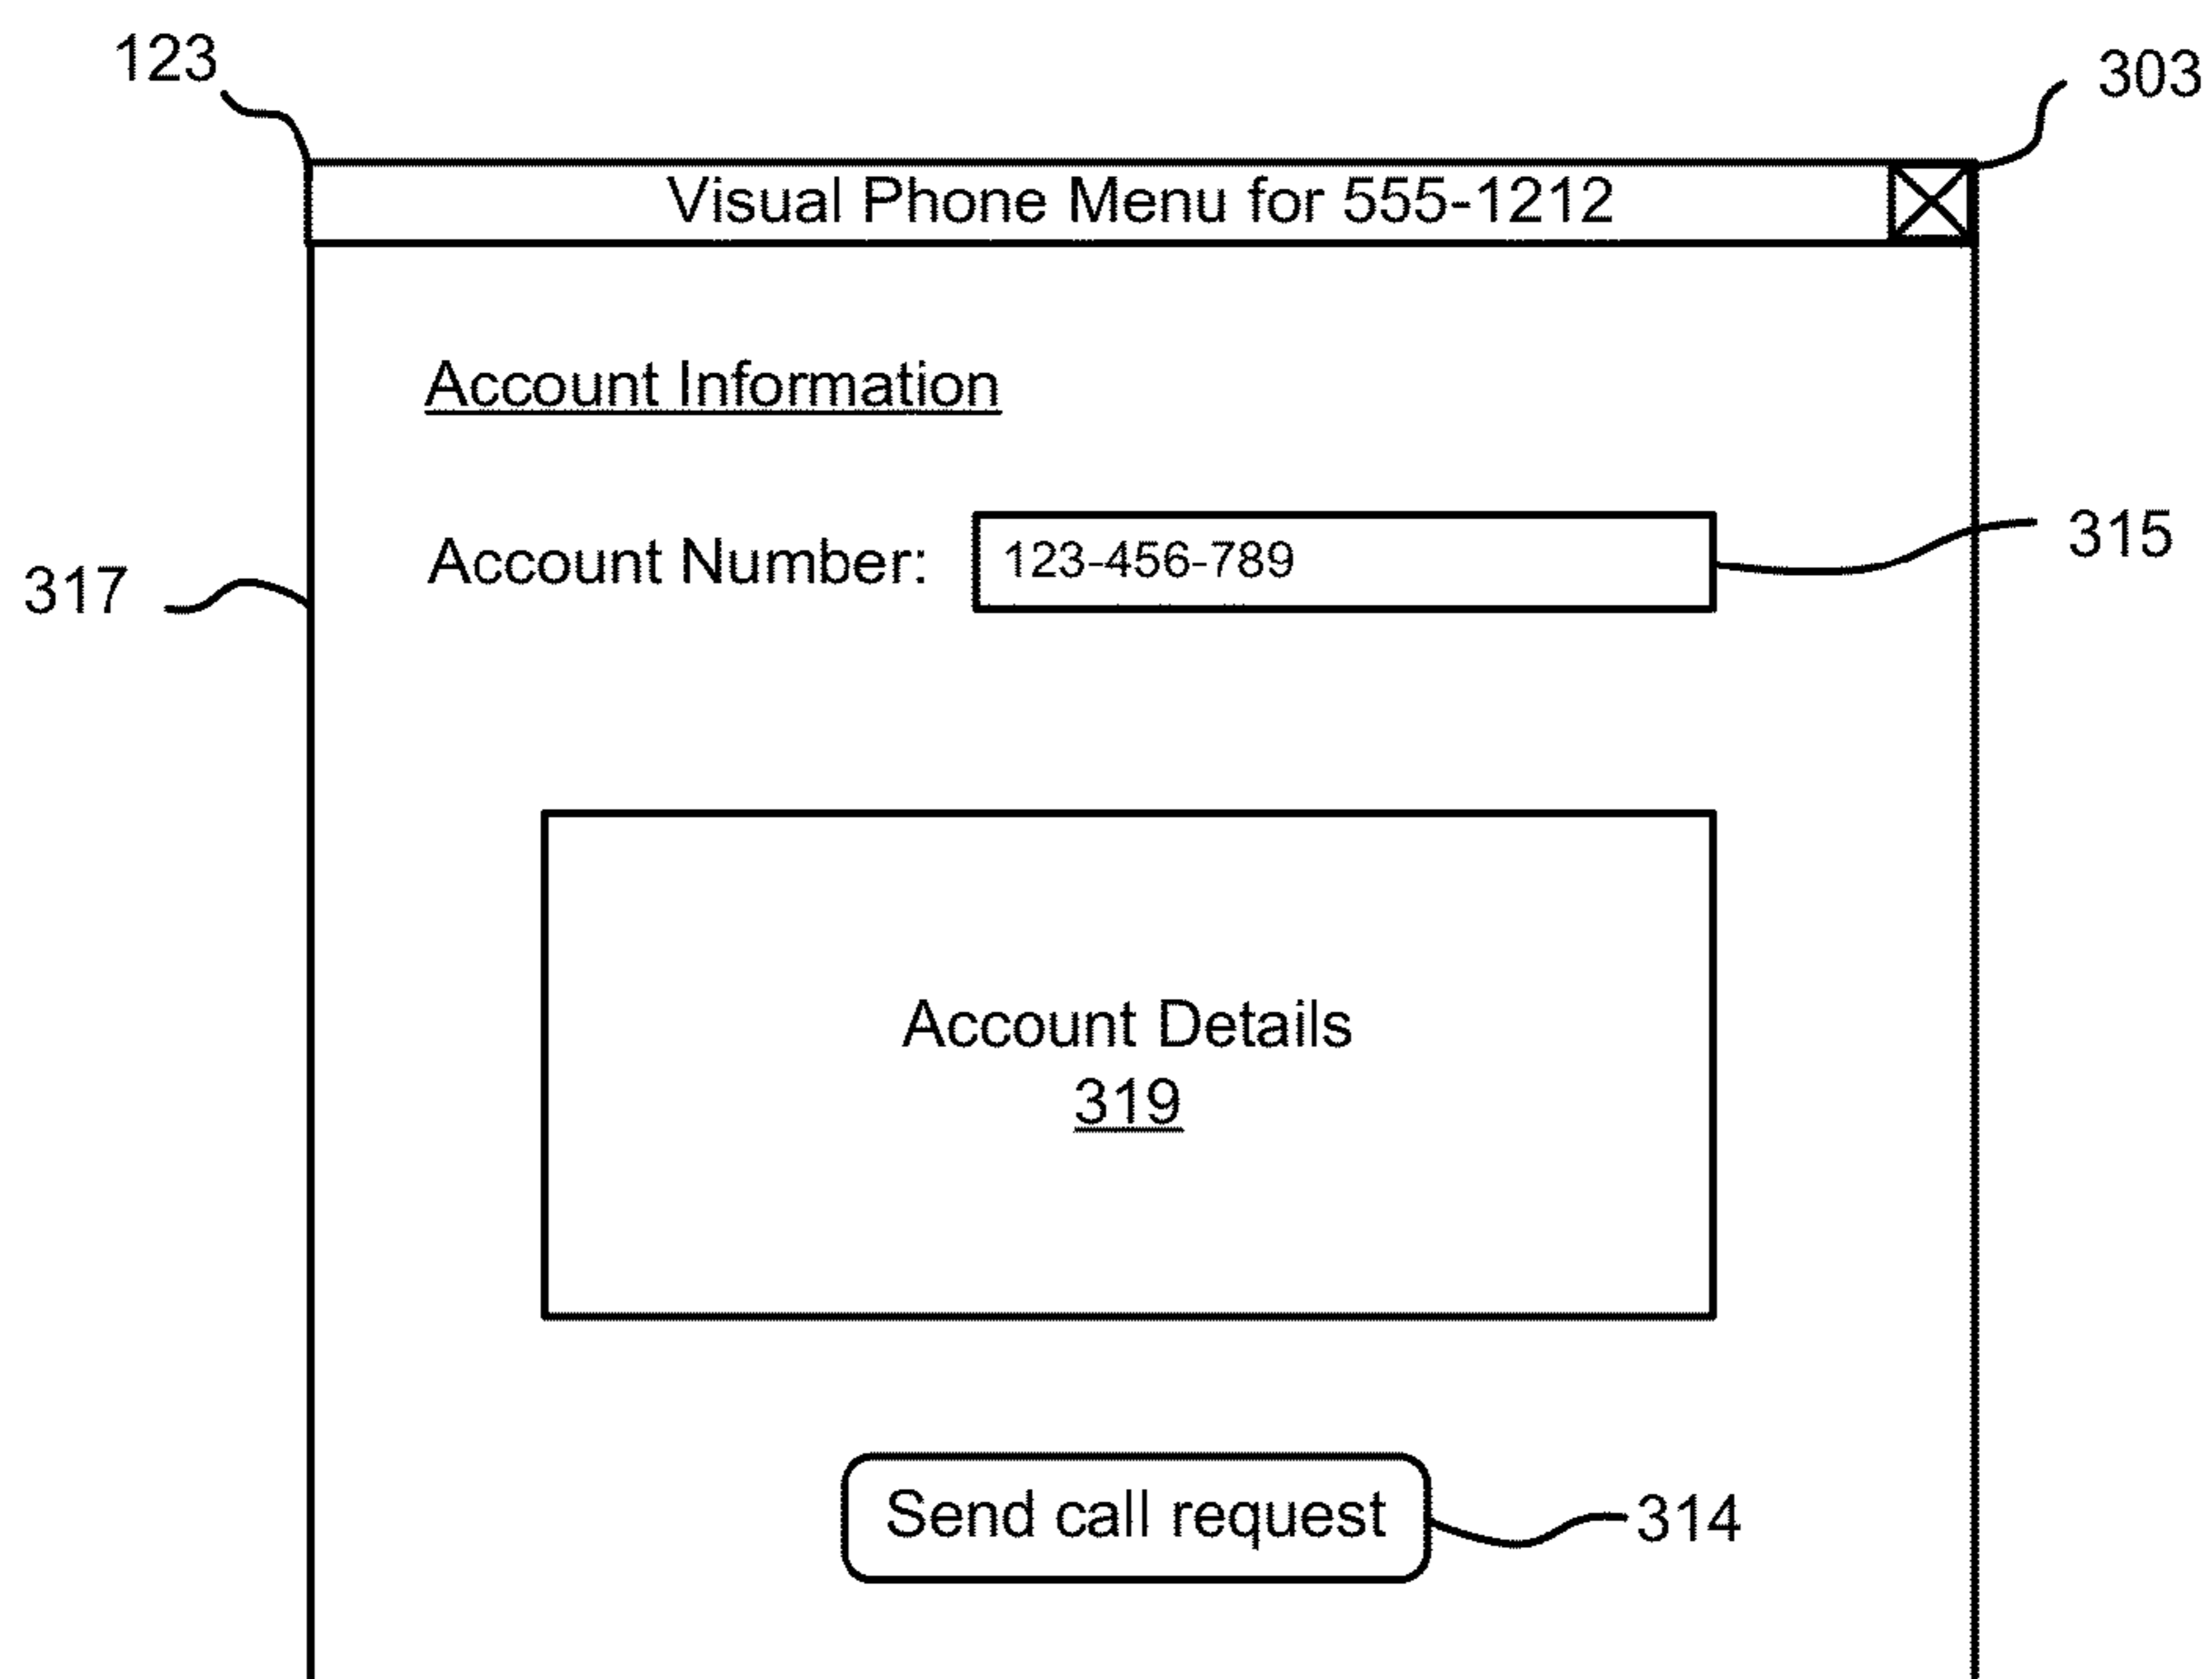 123
303
Visual Phone Menu for 555-1212
Account Information
Account Number: 123-456-789
315
317
Account Details
319
Send call request
314